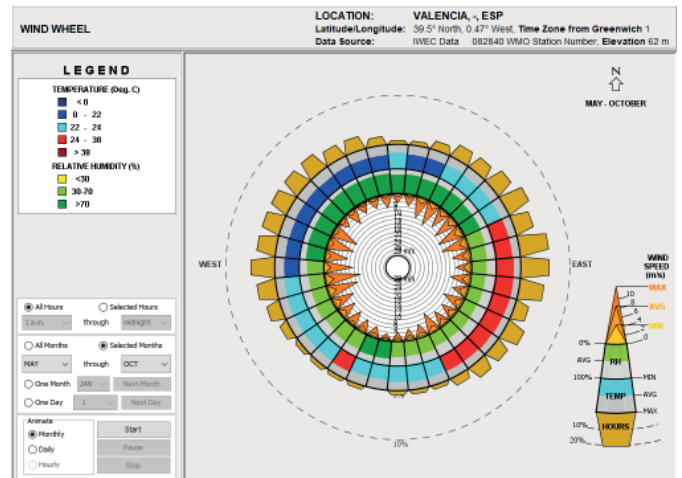 WIND WHEEL
LOCATION: VALENCIA, -, ESP
Latitude/Longitude: 39.5° North, 0.47° West, Time Zone from Greenwich 1
Data Source: IWEC Data 082840 WMO Station Number, Elevation 62 m
LEGEND
TEMPERATURE (Deg. C)
< 0
0 - 22
22 - 24
24 - 38
> 38
RELATIVE HUMIDITY (%)
<30
30-70
>70
N
MAY - OCTOBER
WEST
EAST
10%
WIND
SPEED
(m/s)
MAX
10
8
AVG
6
4
MIN
2
0
0%
AVG
RH
100%
MIN
TEMP
AVG
MAX
10%
HOURS
20%
All Hours
Selected Hours
1 a.m.
through
midnight
All Months
Selected Months
MAY
through
OCT
One Month
JAN
Next Month
One Day
1
Next Day
Animate
Monthly
Start
Daily
Pause
Hourly
Stop